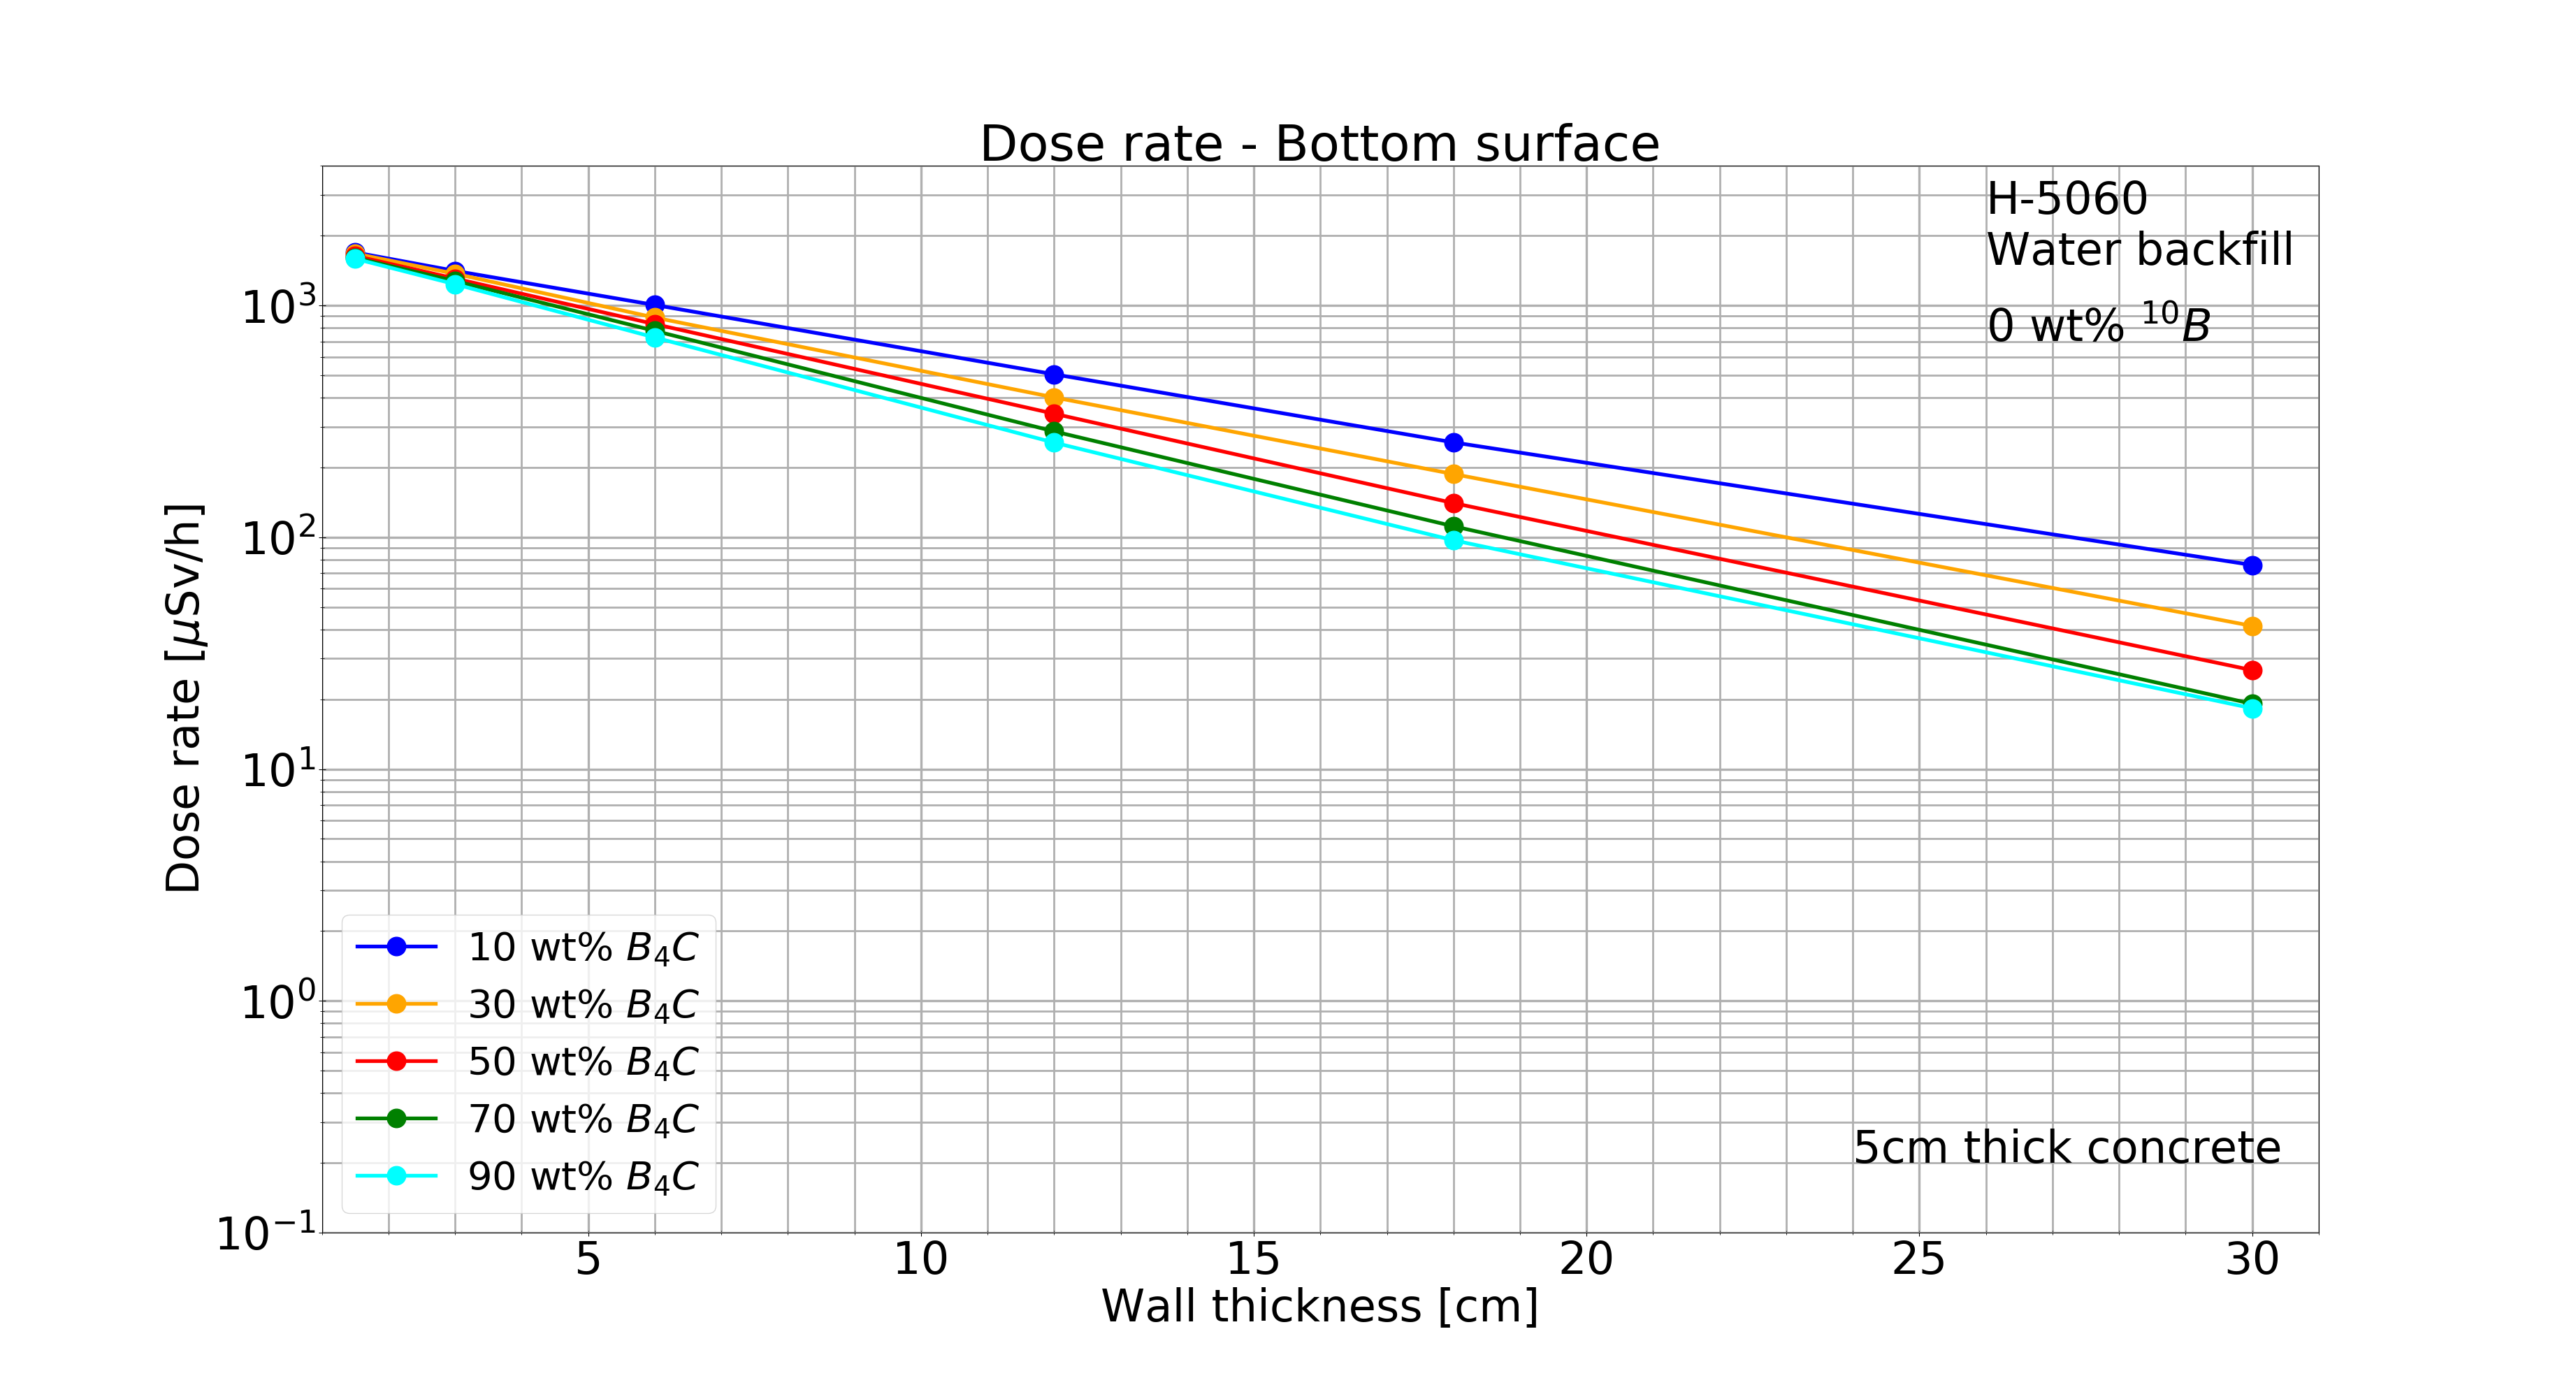 Dose rate - Bottom surface
H-5060
Water backfill
0 wt% ¹⁰B
Dose rate [μSv/h]
10³
10²
10¹
10⁰
10⁻¹
10 wt% B₄C
30 wt% B₄C
50 wt% B₄C
70 wt% B₄C
90 wt% B₄C
5cm thick concrete
5 10 15 20 25 30
Wall thickness [cm]